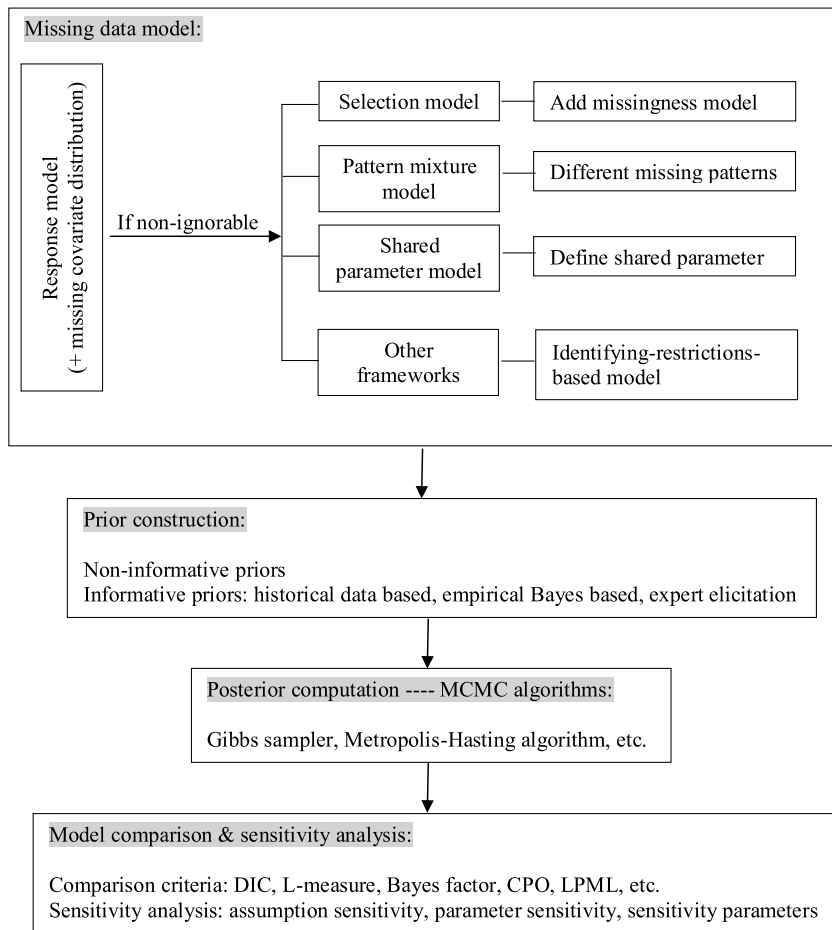 Missing data model:
Response model
(+ missing covariate distribution)
If non-ignorable
Selection model
Add missingness model
Pattern mixture
model
Different missing patterns
Shared
parameter model
Define shared parameter
Other
frameworks
Identifying-restrictions-
based model
Prior construction:
Non-informative priors
Informative priors: historical data based, empirical Bayes based, expert elicitation
Posterior computation ---- MCMC algorithms:
Gibbs sampler, Metropolis-Hasting algorithm, etc.
Model comparison & sensitivity analysis:
Comparison criteria: DIC, L-measure, Bayes factor, CPO, LPML, etc.
Sensitivity analysis: assumption sensitivity, parameter sensitivity, sensitivity parameters